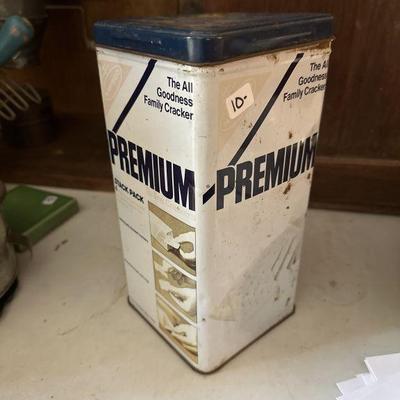 The All
Goodness
Family Cracker
PREMIUM
STACK PACK
The All
Goodness
Family Cracker
10-
PREMIUM